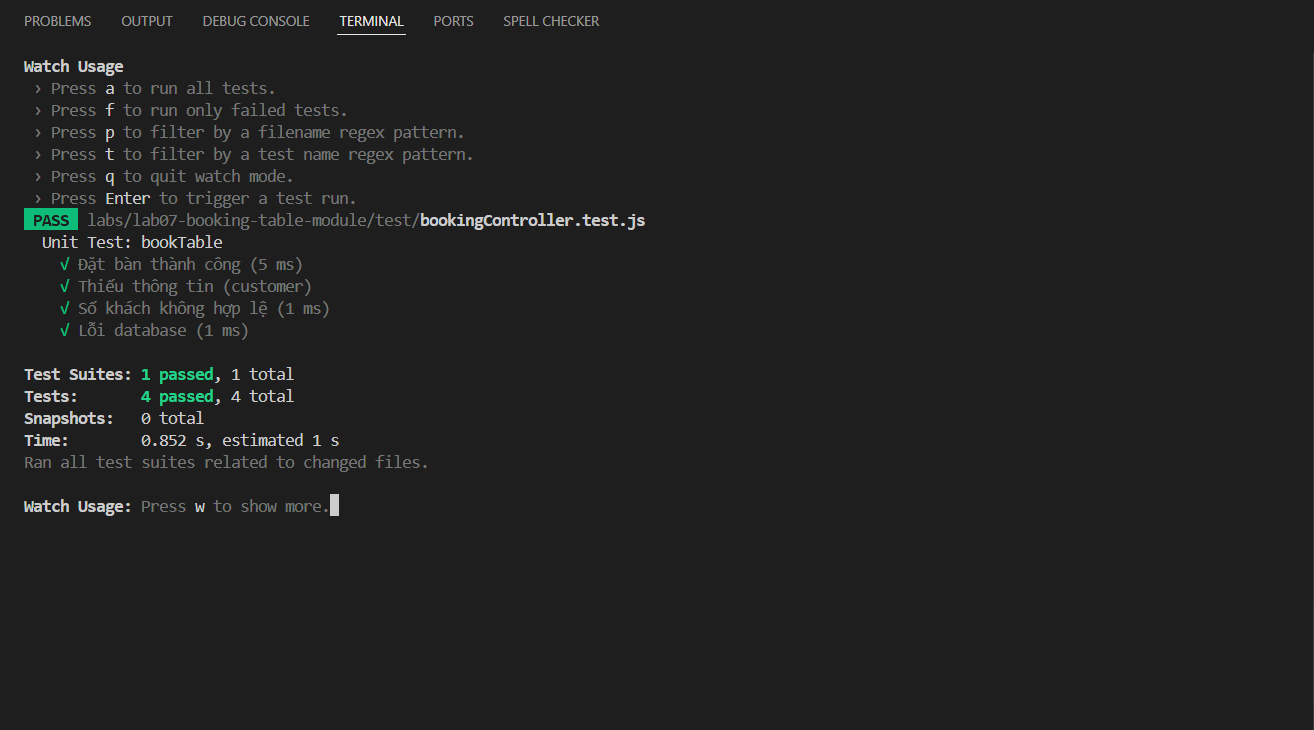 PROBLEMS OUTPUT DEBUG CONSOLE TERMINAL PORTS SPELL CHECKER
Watch Usage
› Press a to run all tests.
› Press f to run only failed tests.
› Press p to filter by a filename regex pattern.
› Press t to filter by a test name regex pattern.
› Press q to quit watch mode.
› Press Enter to trigger a test run.
PASS labs/lab07-booking-table-module/test/bookingController.test.js
Unit Test: bookTable
√ Đặt bàn thành công (5 ms)
√ Thiếu thông tin (customer)
√ Số khách không hợp lệ (1 ms)
√ Lỗi database (1 ms)
Test Suites: 1 passed, 1 total
Tests: 4 passed, 4 total
Snapshots: 0 total
Time: 0.852 s, estimated 1 s
Ran all test suites related to changed files.
Watch Usage: Press w to show more.